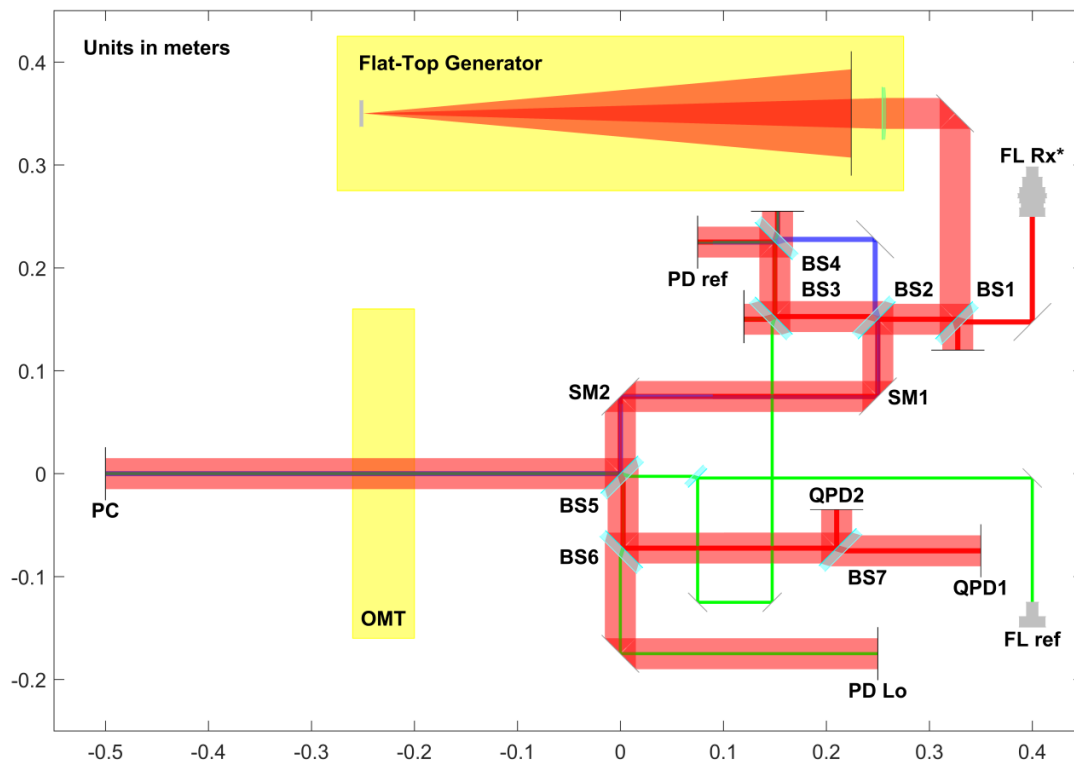 Units in meters
Flat-Top Generator
FL Rx*
BS4
PD ref
BS3
BS2
BS1
SM2
SM1
QPD2
PC
BS5
BS6
BS7
QPD1
OMT
FL ref
PD Lo
0.4
0.3
0.2
0.1
0
-0.1
-0.2
-0.5
-0.4
-0.3
-0.2
-0.1
0
0.1
0.2
0.3
0.4